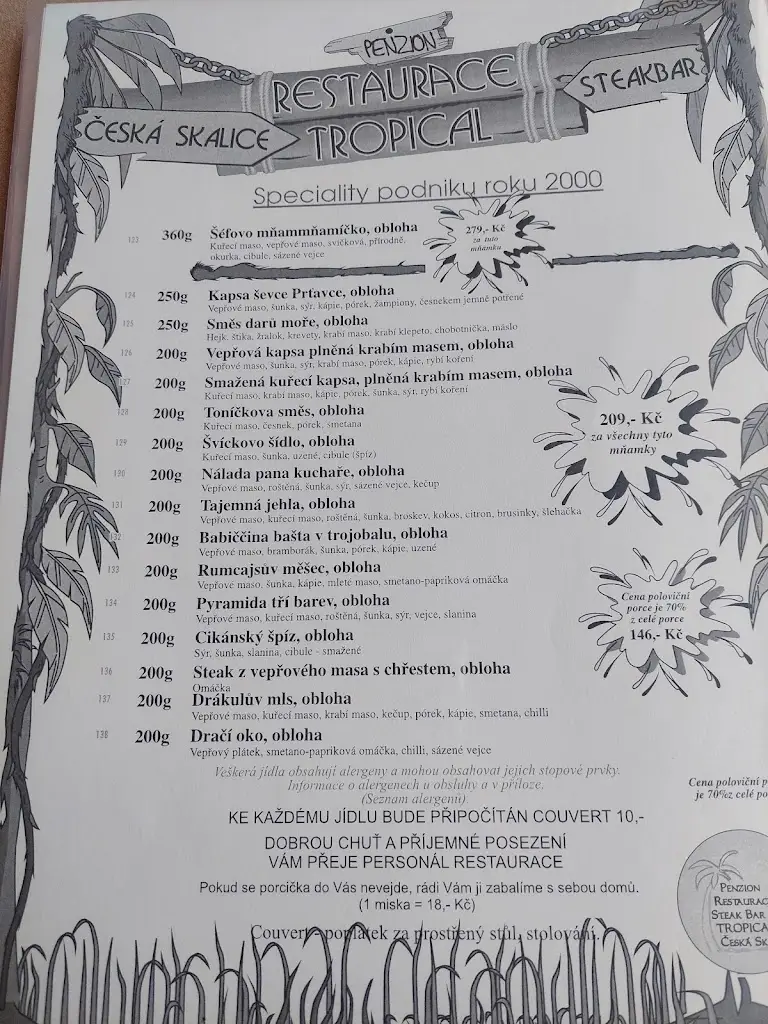 PENZION
RESTAURACE
TROPICAL
STEAKBAR
ČESKÁ SKALICE
Speciality podniku roku 2000
123 360g Šéfovo mňammňamíčko, obloha
Kuřecí maso, vepřové maso, svíčková, přírodně,
okurka, cibule, sázené vejce
279,- Kč
za tuto
mňamku
124 250g Kapsa ševce Prťavce, obloha
Vepřové maso, šunka, sýr, kápie, pórek, žampiony, česnekem jemně potřené
125 250g Směs darů moře, obloha
Hejk, štika, žralok, krevety, krabí maso, krabí klepeto, chobotnička, máslo
126 200g Vepřová kapsa plněná krabím masem, obloha
Vepřové maso, šunka, sýr, krabí maso, pórek, kápie, rybí koření
127 200g Smažená kuřecí kapsa, plněná krabím masem, obloha
Kuřecí maso, krabí maso, kápie, pórek, šunka, sýr, rybí koření
128 200g Toníčkova směs, obloha
Kuřecí maso, česnek, pórek, smetana
129 200g Švíckovo šídlo, obloha
Kuřecí maso, šunka, uzené, cibule (špíz)
209,- Kč
za všechny tyto
mňamky
130 200g Nálada pana kuchaře, obloha
Vepřové maso, roštěná, šunka, sýr, sázené vejce, kečup
131 200g Tajemná jehla, obloha
Vepřové maso, kuřecí maso, roštěná, šunka, broskev, kokos, citron, brusinky, šlehačka
132 200g Babiččina bašta v trojobalu, obloha
Vepřové maso, bramborák, šunka, pórek, kápie, uzené
133 200g Rumcajsův měšec, obloha
Vepřové maso, šunka, kápie, mleté maso, smetano-papriková omáčka
134 200g Pyramida tří barev, obloha
Vepřové maso, kuřecí maso, roštěná, šunka, sýr, vejce, slanina
Cena poloviční
porce je 70%
z celé porce
146,- Kč
135 200g Cikánský špíz, obloha
Sýr, šunka, slanina, cibule - smažené
136 200g Steak z vepřového masa s chřestem, obloha
Omáčka
137 200g Drákulův mls, obloha
Vepřové maso, kuřecí maso, krabí maso, kečup, pórek, kápie, smetana, chilli
138 200g Dračí oko, obloha
Vepřový plátek, smetano-papriková omáčka, chilli, sázené vejce
Veškerá jídla obsahují alergeny a mohou obsahovat jejich stopové prvky.
Informace o alergenech u obsluhy a v příloze.
(Seznam alergenů)
Cena poloviční p
je 70%z celé po
KE KAŽDÉMU JÍDLU BUDE PŘIPOČÍTÁN COUVERT 10,-
DOBROU CHUŤ A PŘÍJEMNÉ POSEZENÍ
VÁM PŘEJE PERSONÁL RESTAURACE
Pokud se porcička do Vás nevejde, rádi Vám ji zabalíme s sebou domů.
(1 miska = 18,- Kč)
Couvert - poplatek za prostřený stůl, stolování.
PENZION
RESTAURAC
STEAK BAR
TROPICA
ČESKÁ SK